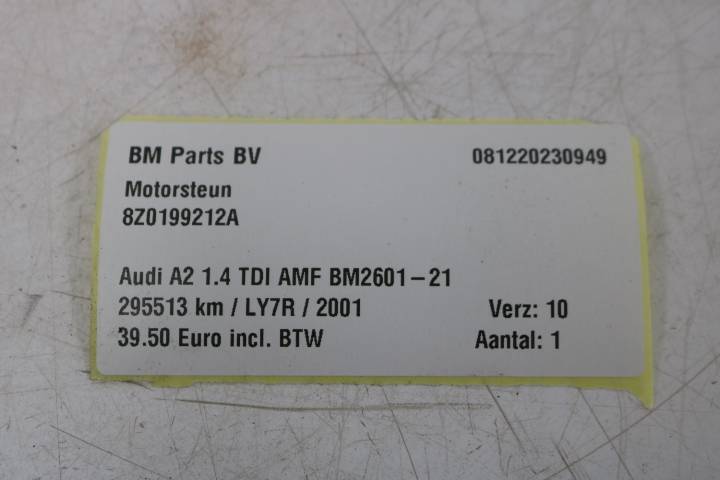 BM Parts BV 081220230949
Motorsteun
8Z0199212A
Audi A2 1.4 TDI AMF BM2601-21
295513 km / LY7R / 2001 Verz: 10
39.50 Euro incl. BTW Aantal: 1